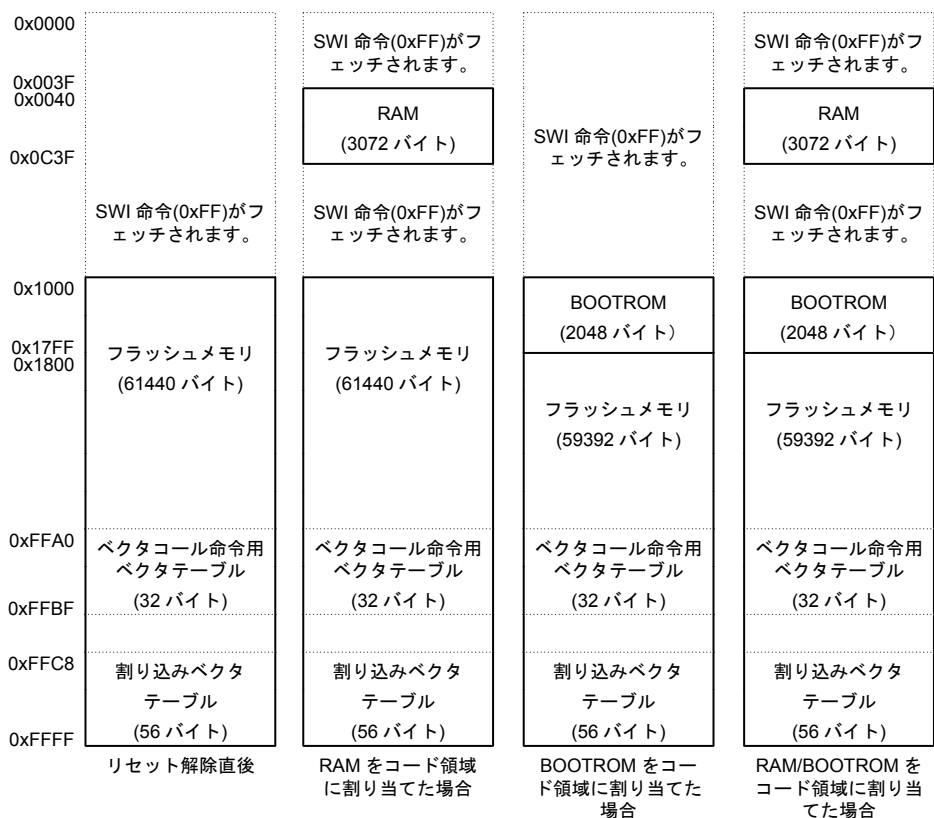 0x0000
0x003F
0x0040
0x0C3F
0x1000
0x17FF
0x1800
0xFFA0
0xFFBF
0xFFC8
0xFFFF
SWI 命令(0xFF)がフ
ェッチされます。
フラッシュメモリ
(61440 バイト)
ベクタコール命令用
ベクタテーブル
(32 バイト)
割り込みベクタ
テーブル
(56 バイト)
リセット解除直後
SWI 命令(0xFF)がフ
ェッチされます。
RAM
(3072 バイト)
SWI 命令(0xFF)がフ
ェッチされます。
フラッシュメモリ
(61440 バイト)
ベクタコール命令用
ベクタテーブル
(32 バイト)
割り込みベクタ
テーブル
(56 バイト)
RAM をコード領域
に割り当てた場合
SWI 命令(0xFF)がフ
ェッチされます。
BOOTROM
(2048 バイト）
フラッシュメモリ
(59392 バイト)
ベクタコール命令用
ベクタテーブル
(32 バイト)
割り込みベクタ
テーブル
(56 バイト)
BOOTROM をコー
ド領域に割り当てた
場合
SWI 命令(0xFF)がフ
ェッチされます。
RAM
(3072 バイト)
SWI 命令(0xFF)がフ
ェッチされます。
BOOTROM
(2048 バイト）
フラッシュメモリ
(59392 バイト)
ベクタコール命令用
ベクタテーブル
(32 バイト)
割り込みベクタ
テーブル
(56 バイト)
RAM/BOOTROM を
コード領域に割り当
てた場合